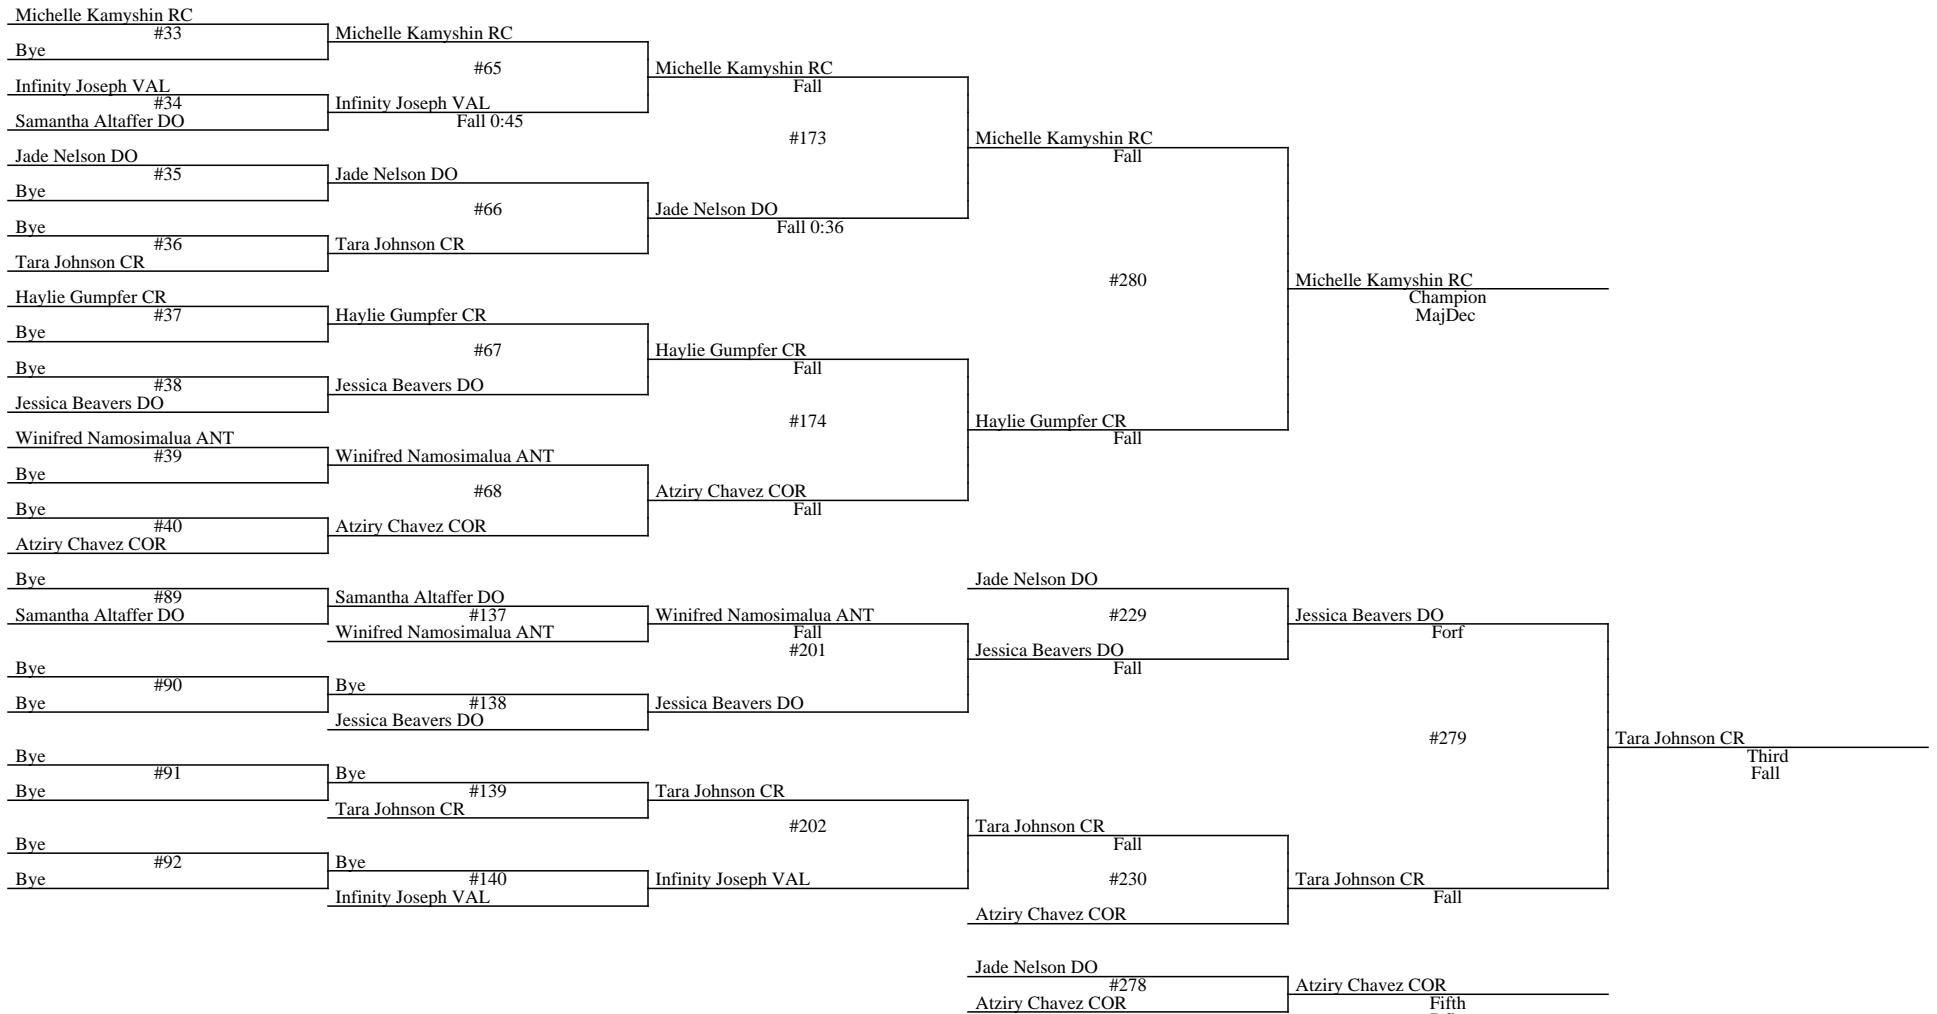 Michelle Kamyshin RC
#33
Bye
Michelle Kamyshin RC
#65
Infinity Joseph VAL
#34
Samantha Altaffer DO
Infinity Joseph VAL
Fall 0:45
Michelle Kamyshin RC
Fall
#173
Jade Nelson DO
#35
Bye
Jade Nelson DO
#66
Bye
#36
Tara Johnson CR
Tara Johnson CR
Jade Nelson DO
Fall 0:36
Michelle Kamyshin RC
Fall
#280
Haylie Gumpfer CR
#37
Bye
Haylie Gumpfer CR
#67
Bye
#38
Jessica Beavers DO
Jessica Beavers DO
Haylie Gumpfer CR
Fall
#174
Winifred Namosimalua ANT
#39
Bye
Winifred Namosimalua ANT
#68
Bye
#40
Atziry Chavez COR
Atziry Chavez COR
Atziry Chavez COR
Fall
Haylie Gumpfer CR
Fall
Michelle Kamyshin RC
Champion
MajDec
Bye
#89
Samantha Altaffer DO
Samantha Altaffer DO
#137
Winifred Namosimalua ANT
Winifred Namosimalua ANT
Fall
#201
Bye
#90
Bye
Bye
#138
Jessica Beavers DO
Jessica Beavers DO
Jade Nelson DO
#229
Jessica Beavers DO
Fall
Jessica Beavers DO
Forf
#279
Bye
#91
Bye
Bye
#139
Tara Johnson CR
Tara Johnson CR
#202
Bye
#92
Bye
Bye
#140
Infinity Joseph VAL
Infinity Joseph VAL
Tara Johnson CR
Fall
#230
Atziry Chavez COR
Tara Johnson CR
Fall
Tara Johnson CR
Third
Fall
Jade Nelson DO
#278
Atziry Chavez COR
Atziry Chavez COR
Fifth